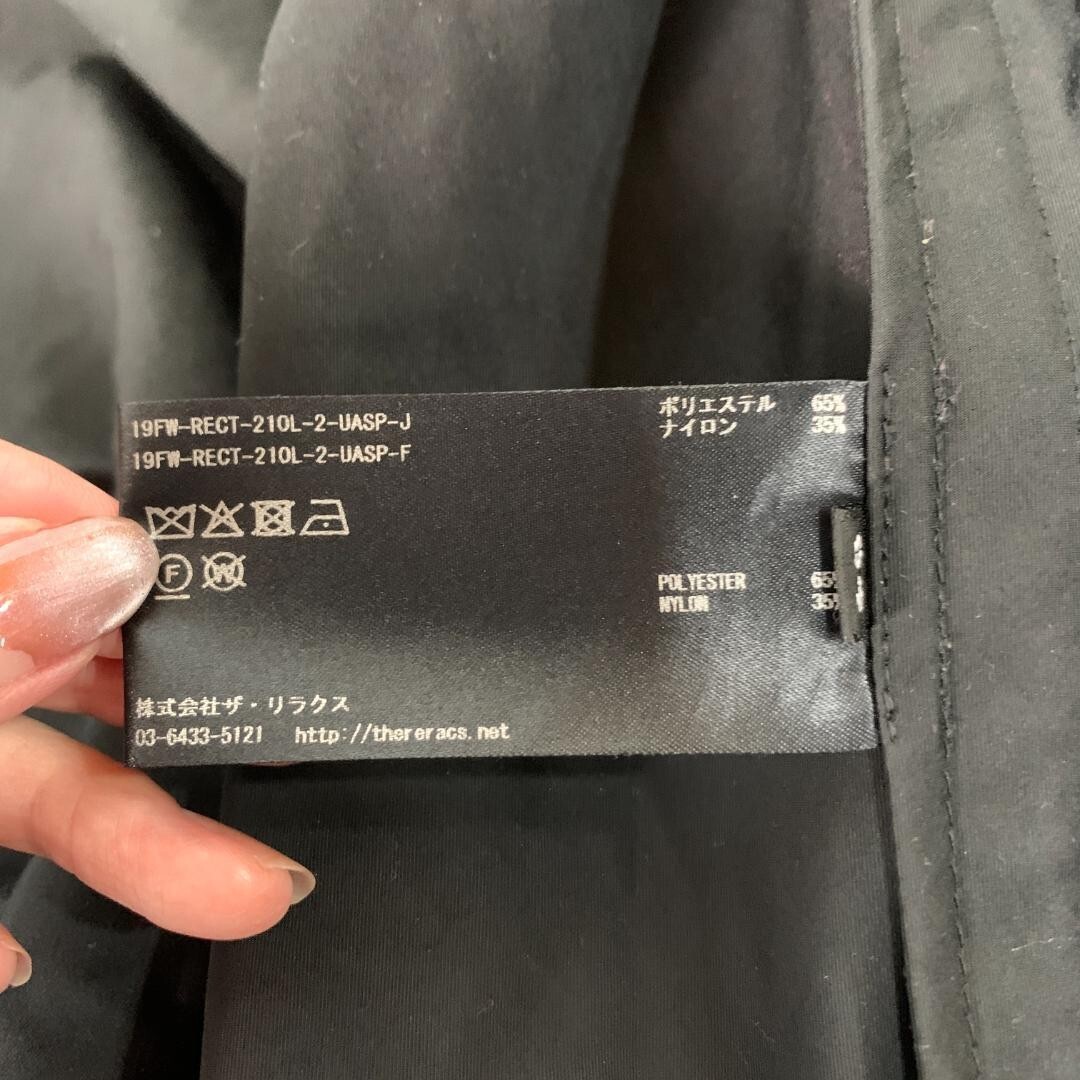 19FW-RECT-210L-2-UASP-J
19FW-RECT-210L-2-UASP-F
ポリエステル 65%
ナイロン 35%
F
W
POLYESTER 65%
NYLON 35%
株式会社ザ・リラクス
03-6433-5121 http://thereracs.net